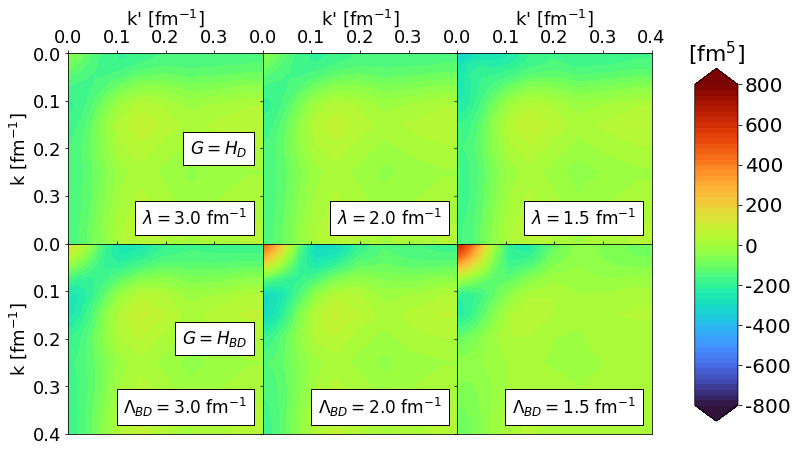 k' [fm⁻¹] k' [fm⁻¹] k' [fm⁻¹]
0.0 0.1 0.2 0.3 0.0 0.1 0.2 0.3 0.0 0.1 0.2 0.3 0.4
[fm⁵]
0.0
0.1
0.2
0.3
k [fm⁻¹]
G = H_D
λ = 3.0 fm⁻¹
λ = 2.0 fm⁻¹
λ = 1.5 fm⁻¹
0.0
0.1
0.2
0.3
0.4
k [fm⁻¹]
G = H_BD
Λ_BD = 3.0 fm⁻¹
Λ_BD = 2.0 fm⁻¹
Λ_BD = 1.5 fm⁻¹
800
600
400
200
0
-200
-400
-600
-800